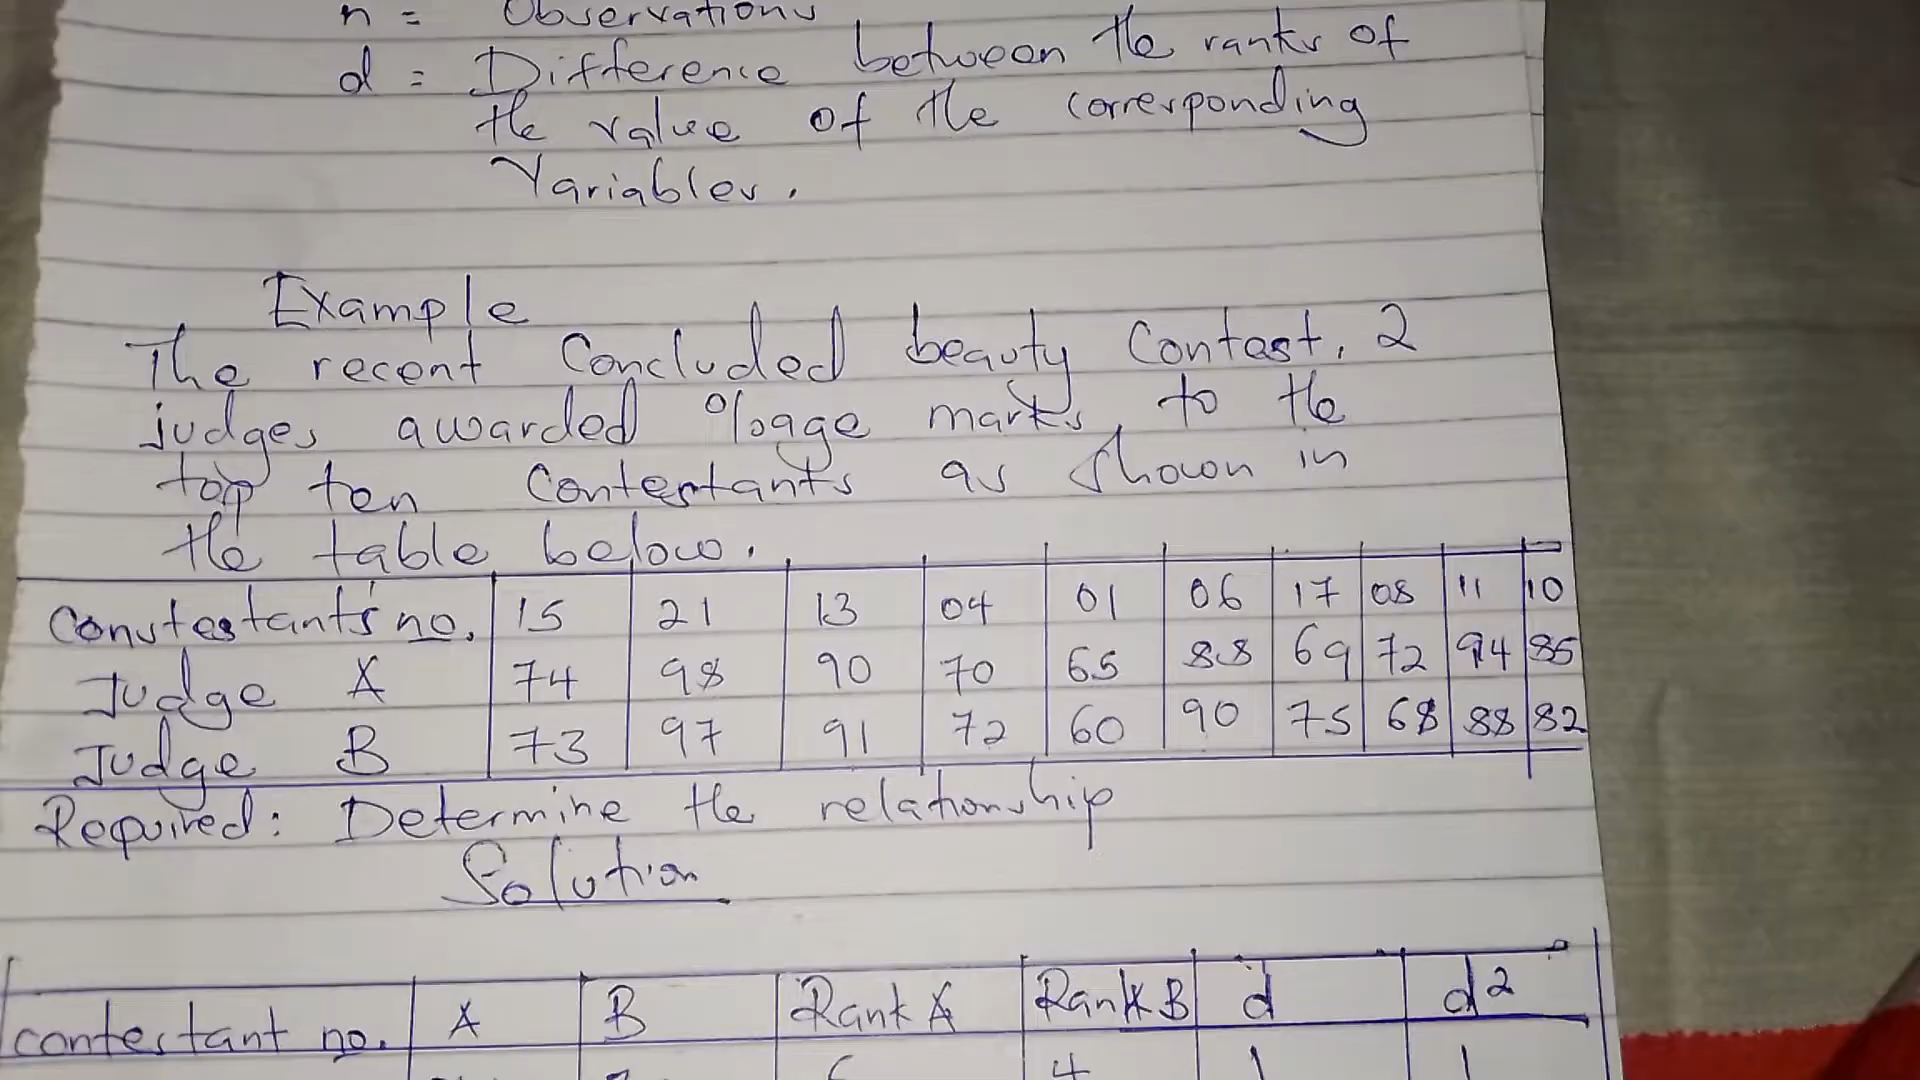 n = Observations
d = Difference between the ranks of
the value of the corresponding
Variables.
Example
The recent Concluded beauty Contest, 2
judges awarded %age marks to the
top ten Contestants as shown in
the table below.
Constestants no. 15 21 13 04 01 06 17 08 11 10
Judge A 74 98 90 70 65 88 69 72 94 85
Judge B 73 97 91 72 60 90 75 68 88 82
Required: Determine the relationship
Solution
contestant no. A B Rank A Rank B d d²
4 1 1